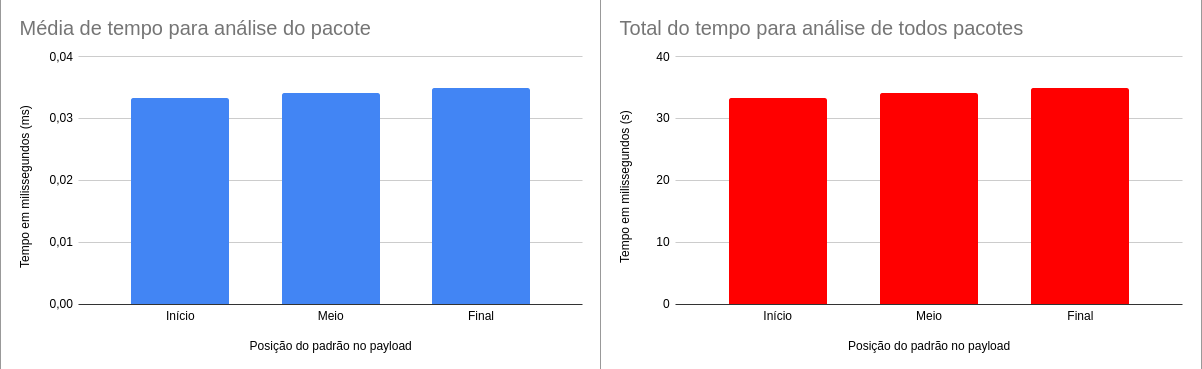 Média de tempo para análise do pacote
0,04
0,03
0,02
0,01
0,00
Tempo em milissegundos (ms)
Início
Meio
Final
Posição do padrão no payload
Total do tempo para análise de todos pacotes
40
30
20
10
0
Tempo em milissegundos (s)
Início
Meio
Final
Posição do padrão no payload